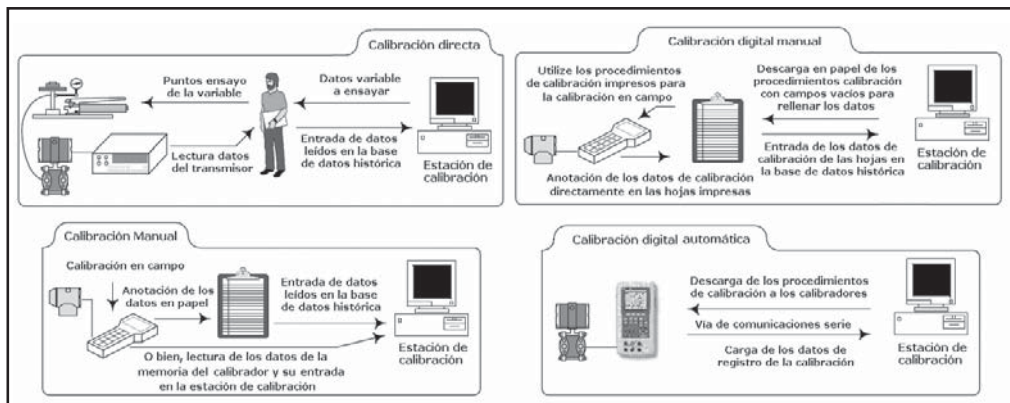 Calibración directa
Puntos ensayo
de la variable
Datos variable
a ensayar
Lectura datos
del transmisor
Entrada de datos
leídos en la base
de datos histórica
Estación de
calibración
Calibración digital manual
Utilize los procedimientos
de calibración impresos para
la calibración en campo
Descarga en papel de los
procedimientos calibración
con campos vacíos para
rellenar los datos
Anotación de los datos de calibración
directamente en las hojas impresas
Entrada de los datos de
calibración de las hojas en
la base de datos histórica
Estación de
calibración
Calibración Manual
Calibración en campo
Anotación de los
datos en papel
Entrada de datos
leídos en la base
de datos histórica
O bien, lectura de los datos de la
memoria del calibrador y su entrada
en la estación de calibración
Estación de
calibración
Calibración digital automática
Descarga de los procedimientos
de calibración a los calibradores
Vía de comunicaciones serie
Carga de los datos de
registro de la calibración
Estación de
calibración